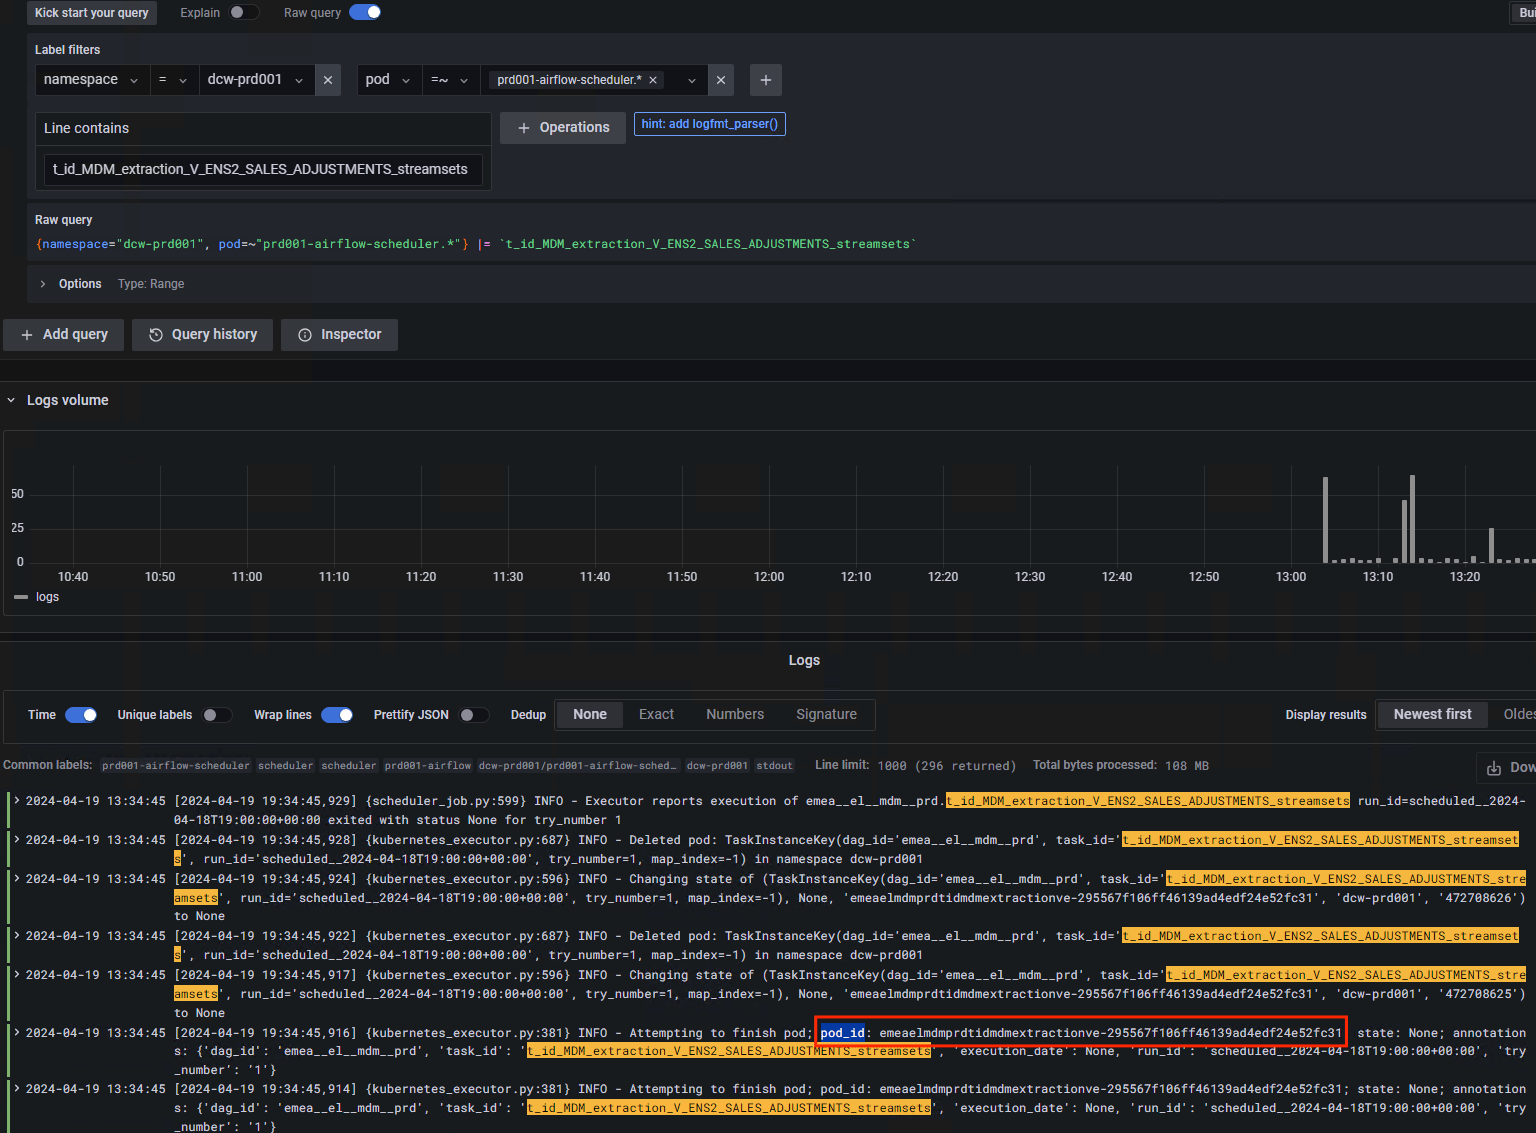 Kick start your query Explain Raw query Bui
Label filters
namespace = dcw-prd001 × pod =~ prd001-airflow-scheduler.* × × +
Line contains
+ Operations hint: add logfmt_parser()
t_id_MDM_extraction_V_ENS2_SALES_ADJUSTMENTS_streamsets
Raw query
{namespace="dcw-prd001", pod=~"prd001-airflow-scheduler.*"} |= `t_id_MDM_extraction_V_ENS2_SALES_ADJUSTMENTS_streamsets`
Options Type: Range
+ Add query Query history Inspector
Logs volume
50
25
0
10:40 10:50 11:00 11:10 11:20 11:30 11:40 11:50 12:00 12:10 12:20 12:30 12:40 12:50 13:00 13:10 13:20
logs
Logs
Time Unique labels Wrap lines Prettify JSON Dedup None Exact Numbers Signature Display results Newest first Oldes
Common labels: prd001-airflow-scheduler scheduler scheduler prd001-airflow dcw-prd001/prd001-airflow-sched… dcw-prd001 stdout Line limit: 1000 (296 returned) Total bytes processed: 108 MB Dow
2024-04-19 13:34:45 [2024-04-19 19:34:45,929] {scheduler_job.py:599} INFO - Executor reports execution of emea__el__mdm__prd.t_id_MDM_extraction_V_ENS2_SALES_ADJUSTMENTS_streamsets run_id=scheduled__2024-
04-18T19:00:00+00:00 exited with status None for try_number 1
2024-04-19 13:34:45 [2024-04-19 19:34:45,928] {kubernetes_executor.py:687} INFO - Deleted pod: TaskInstanceKey(dag_id='emea__el__mdm__prd', task_id='t_id_MDM_extraction_V_ENS2_SALES_ADJUSTMENTS_streamset
s', run_id='scheduled__2024-04-18T19:00:00+00:00', try_number=1, map_index=-1) in namespace dcw-prd001
2024-04-19 13:34:45 [2024-04-19 19:34:45,924] {kubernetes_executor.py:596} INFO - Changing state of (TaskInstanceKey(dag_id='emea__el__mdm__prd', task_id='t_id_MDM_extraction_V_ENS2_SALES_ADJUSTMENTS_stre
amsets', run_id='scheduled__2024-04-18T19:00:00+00:00', try_number=1, map_index=-1), None, 'emeaelmdmprdtidmdmextractionve-295567f106ff46139ad4edf24e52fc31', 'dcw-prd001', '472708626')
to None
2024-04-19 13:34:45 [2024-04-19 19:34:45,922] {kubernetes_executor.py:687} INFO - Deleted pod: TaskInstanceKey(dag_id='emea__el__mdm__prd', task_id='t_id_MDM_extraction_V_ENS2_SALES_ADJUSTMENTS_streamset
s', run_id='scheduled__2024-04-18T19:00:00+00:00', try_number=1, map_index=-1) in namespace dcw-prd001
2024-04-19 13:34:45 [2024-04-19 19:34:45,917] {kubernetes_executor.py:596} INFO - Changing state of (TaskInstanceKey(dag_id='emea__el__mdm__prd', task_id='t_id_MDM_extraction_V_ENS2_SALES_ADJUSTMENTS_stre
amsets', run_id='scheduled__2024-04-18T19:00:00+00:00', try_number=1, map_index=-1), None, 'emeaelmdmprdtidmdmextractionve-295567f106ff46139ad4edf24e52fc31', 'dcw-prd001', '472708625')
to None
2024-04-19 13:34:45 [2024-04-19 19:34:45,916] {kubernetes_executor.py:381} INFO - Attempting to finish pod; pod_id: emeaelmdmprdtidmdmextractionve-295567f106ff46139ad4edf24e52fc31 state: None; annotation
s: {'dag_id': 'emea__el__mdm__prd', 'task_id': 't_id_MDM_extraction_V_ENS2_SALES_ADJUSTMENTS_streamsets', 'execution_date': None, 'run_id': 'scheduled__2024-04-18T19:00:00+00:00', 'try
_number': '1'}
2024-04-19 13:34:45 [2024-04-19 19:34:45,914] {kubernetes_executor.py:381} INFO - Attempting to finish pod; pod_id: emeaelmdmprdtidmdmextractionve-295567f106ff46139ad4edf24e52fc31; state: None; annotation
s: {'dag_id': 'emea__el__mdm__prd', 'task_id': 't_id_MDM_extraction_V_ENS2_SALES_ADJUSTMENTS_streamsets', 'execution_date': None, 'run_id': 'scheduled__2024-04-18T19:00:00+00:00', 'try
_number': '1'}